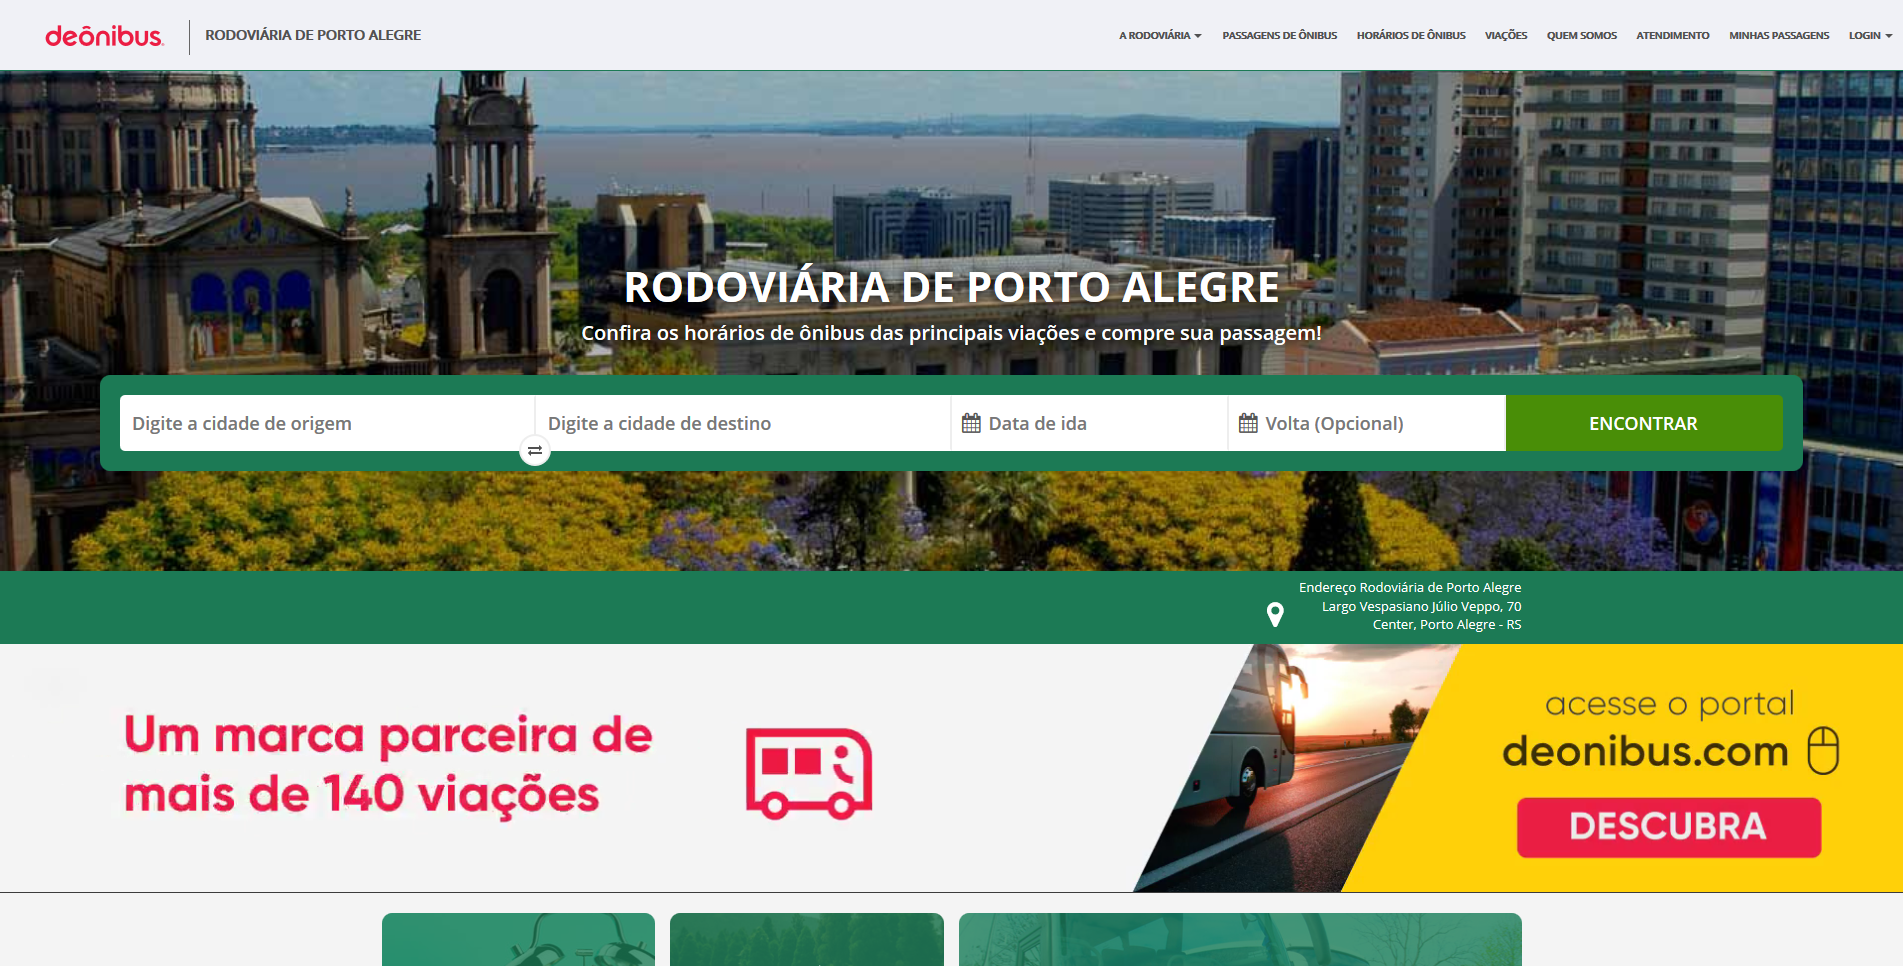 deônibus.
RODOVIÁRIA DE PORTO ALEGRE
A RODOVIÁRIA
PASSAGENS DE ÔNIBUS
HORÁRIOS DE ÔNIBUS
VIAÇÕES
QUEM SOMOS
ATENDIMENTO
MINHAS PASSAGENS
LOGIN
RODOVIÁRIA DE PORTO ALEGRE
Confira os horários de ônibus das principais viações e compre sua passagem!
Digite a cidade de origem
Digite a cidade de destino
Data de ida
Volta (Opcional)
ENCONTRAR
Endereço Rodoviária de Porto Alegre
Largo Vespasiano Júlio Veppo, 70
Center, Porto Alegre - RS
Um marca parceira de
mais de 140 viações
acesse o portal
deonibus.com
DESCUBRA